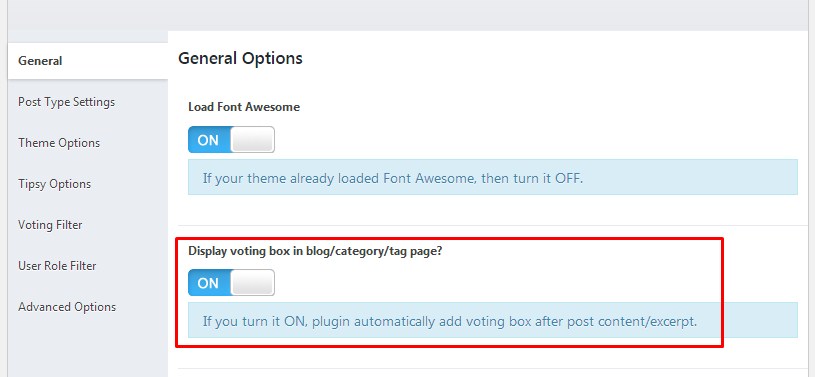 General
Post Type Settings
Theme Options
Tipsy Options
Voting Filter
User Role Filter
Advanced Options
General Options
Load Font Awesome
ON
If your theme already loaded Font Awesome, then turn it OFF.
Display voting box in blog/category/tag page?
ON
If you turn it ON, plugin automatically add voting box after post content/excerpt.